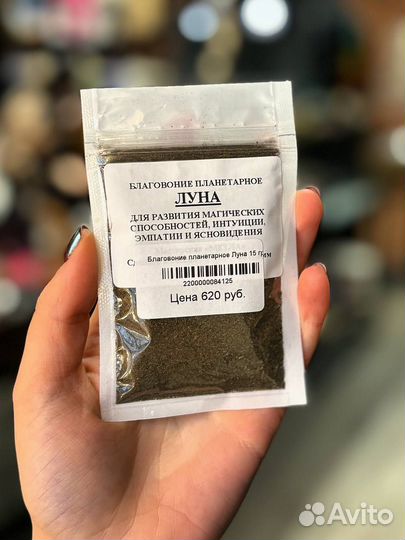 БЛАГОВОНИЕ ПЛАНЕТАРНОЕ
ЛУНА
ДЛЯ РАЗВИТИЯ МАГИЧЕСКИХ
СПОСОБНОСТЕЙ, ИНТУИЦИИ,
ЭМПАТИИ И ЯСНОВИДЕНИЯ
Благовоние планетарное Луна 15 грамм
2200000084125
Цена 620 руб.
Avito